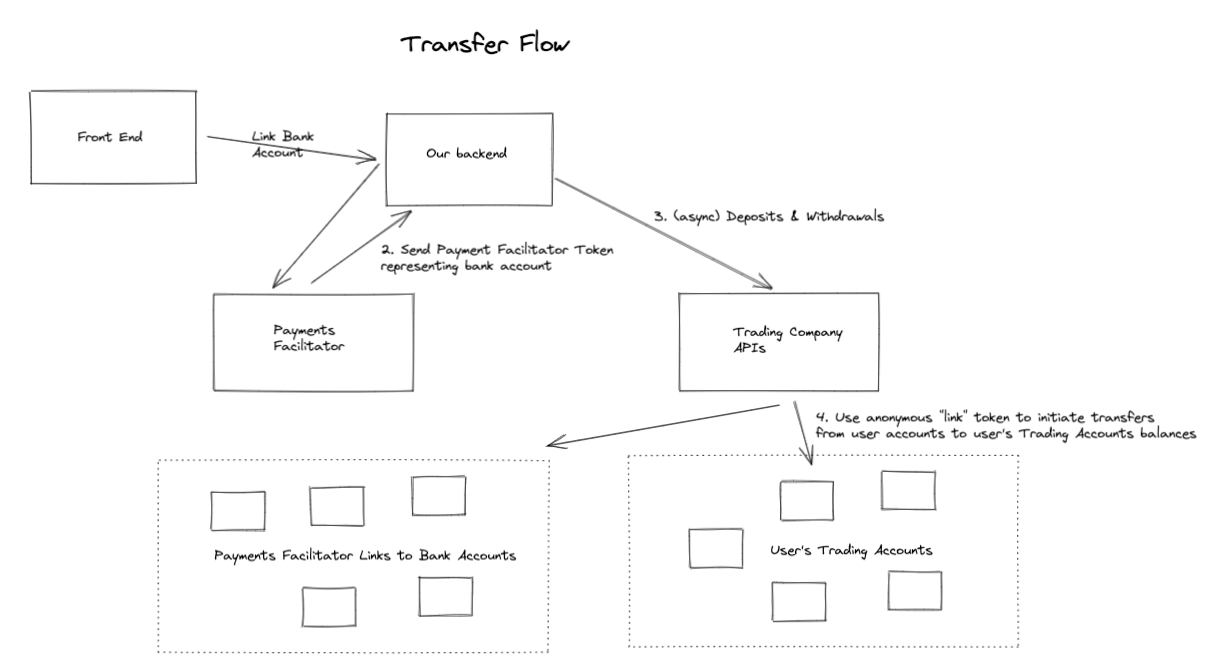 Transfer Flow
Front End
Link Bank
Account
Our backend
3. (async) Deposits & Withdrawals
2. Send Payment Facilitator Token
representing bank account
Payments
Facilitator
Trading Company
APIs
4. Use anonymous "link" token to initiate transfers
from user accounts to user's Trading Accounts balances
Payments Facilitator Links to Bank Accounts
User's Trading Accounts